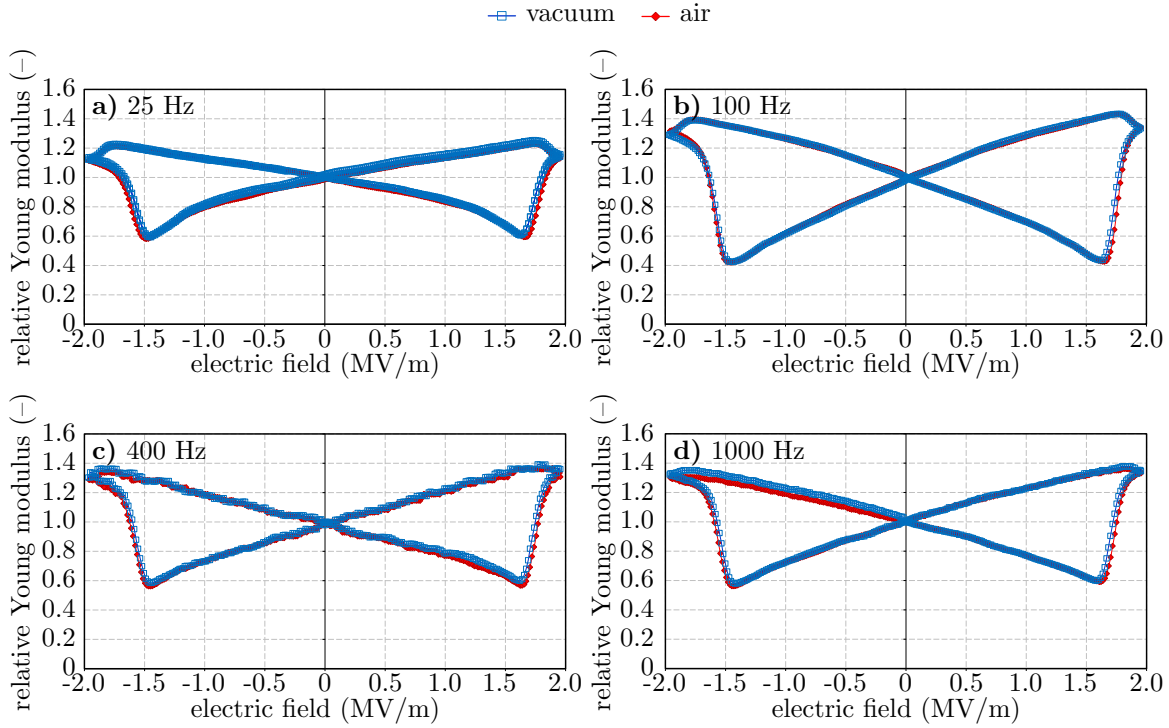 vacuum air
relative Young modulus (−)
1.6
1.4
1.2
1.0
0.8
0.6
0.4
0.2
0
a) 25 Hz
-2.0 -1.5 -1.0 -0.5 0 0.5 1.0 1.5 2.0
electric field (MV/m)
relative Young modulus (−)
1.6
1.4
1.2
1.0
0.8
0.6
0.4
0.2
0
b) 100 Hz
-2.0 -1.5 -1.0 -0.5 0 0.5 1.0 1.5 2.0
electric field (MV/m)
relative Young modulus (−)
1.6
1.4
1.2
1.0
0.8
0.6
0.4
0.2
0
c) 400 Hz
-2.0 -1.5 -1.0 -0.5 0 0.5 1.0 1.5 2.0
electric field (MV/m)
relative Young modulus (−)
1.6
1.4
1.2
1.0
0.8
0.6
0.4
0.2
0
d) 1000 Hz
-2.0 -1.5 -1.0 -0.5 0 0.5 1.0 1.5 2.0
electric field (MV/m)